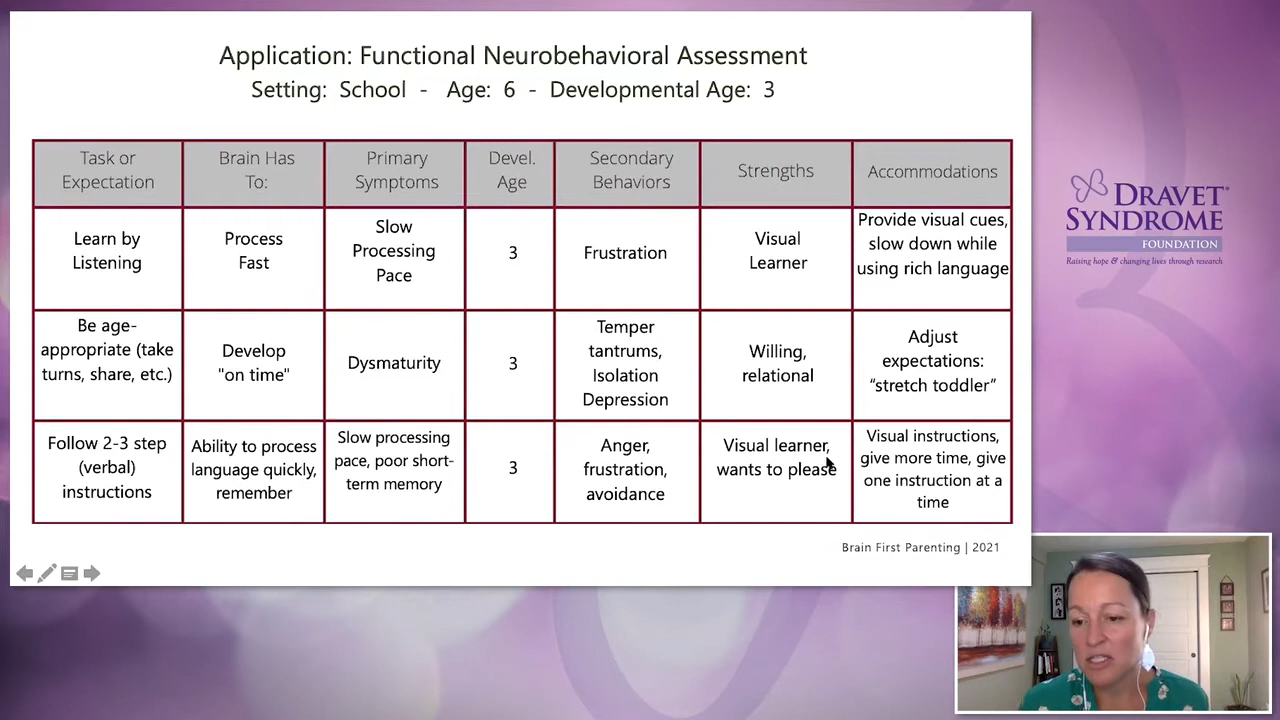 Application: Functional Neurobehavioral Assessment
Setting: School - Age: 6 - Developmental Age: 3
Task or
Expectation
Brain Has
To:
Primary
Symptoms
Devel.
Age
Secondary
Behaviors
Strengths
Accommodations
Learn by
Listening
Process
Fast
Slow
Processing
Pace
3
Frustration
Visual
Learner
Provide visual cues,
slow down while
using rich language
Be age-
appropriate (take
turns, share, etc.)
Develop
"on time"
Dysmaturity
3
Temper
tantrums,
Isolation
Depression
Willing,
relational
Adjust
expectations:
“stretch toddler”
Follow 2-3 step
(verbal)
instructions
Ability to process
language quickly,
remember
Slow processing
pace, poor short-
term memory
3
Anger,
frustration,
avoidance
Visual learner,
wants to please
Visual instructions,
give more time, give
one instruction at a
time
Brain First Parenting | 2021
DRAVET
SYNDROME
FOUNDATION
Raising hope & changing lives through research